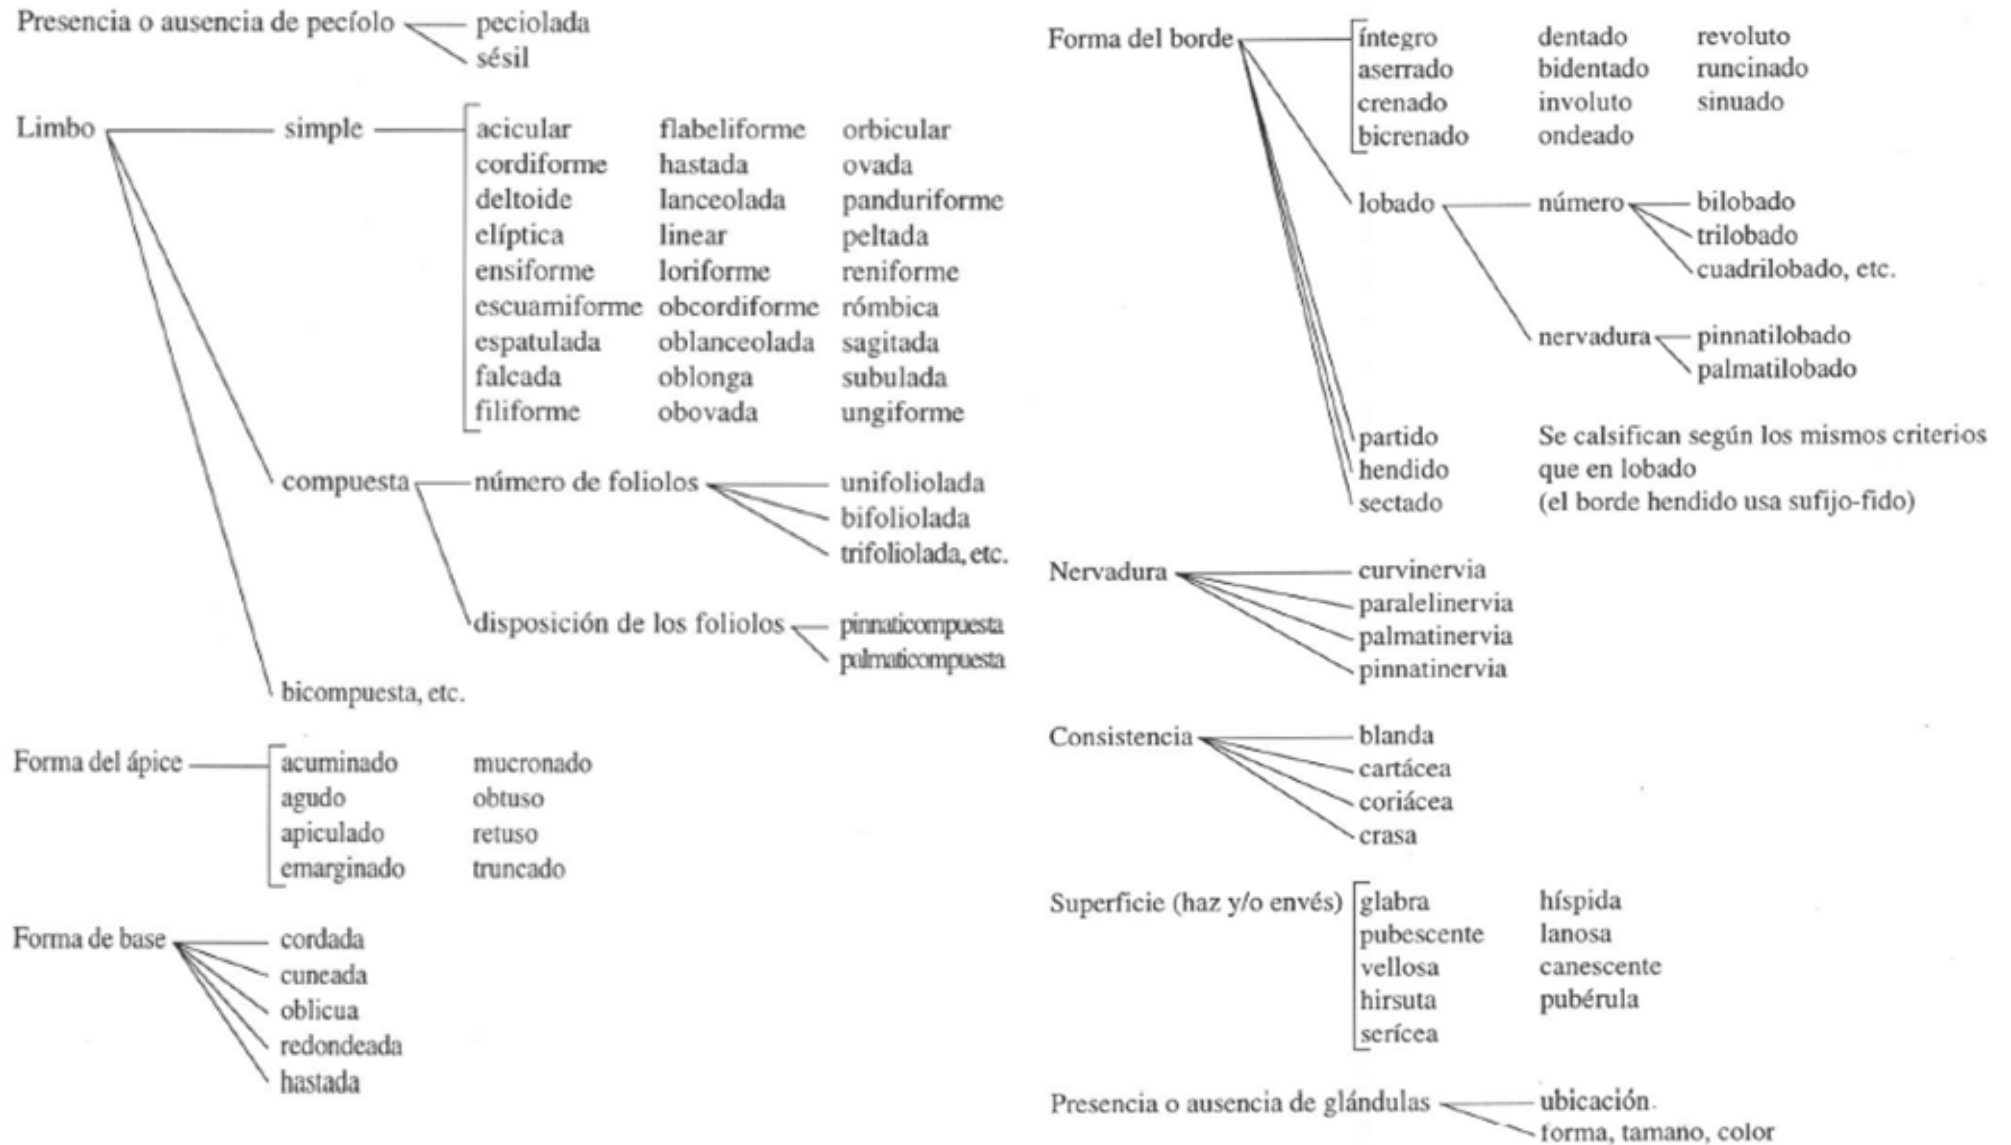 Presencia o ausencia de pecíolo peciolada
sésil
Limbo simple acicular flabeliforme orbicular
cordiforme hastada ovada
deltoide lanceolada panduriforme
elíptica linear peltada
ensiforme loriforme reniforme
escuamiforme obcordiforme rómbica
espatulada oblanceolada sagitada
falcada oblonga subulada
filiforme obovada ungiforme
compuesta número de foliolos unifoliolada
bifoliolada
trifoliolada, etc.
disposición de los foliolos pinnaticompuesta
palmaticompuesta
bicompuesta, etc.
Forma del ápice acuminado mucronado
agudo obtuso
apiculado retuso
emarginado truncado
Forma de base cordada
cuneada
oblicua
redondeada
hastada
Forma del borde íntegro dentado revoluto
aserrado bidentado runcinado
crenado involuto sinuado
bicrenado ondeado
lobado número bilobado
trilobado
cuadrilobado, etc.
nervadura pinnatilobado
palmatilobado
partido Se calsifican según los mismos criterios
hendido que en lobado
sectado (el borde hendido usa sufijo-fido)
Nervadura curvinervia
paralelinervia
palmatinervia
pinnatinervia
Consistencia blanda
cartácea
coriácea
crasa
Superficie (haz y/o envés) glabra híspida
pubescente lanosa
vellosa canescente
hirsuta pubérula
serícea
Presencia o ausencia de glándulas ubicación.
forma, tamano, color